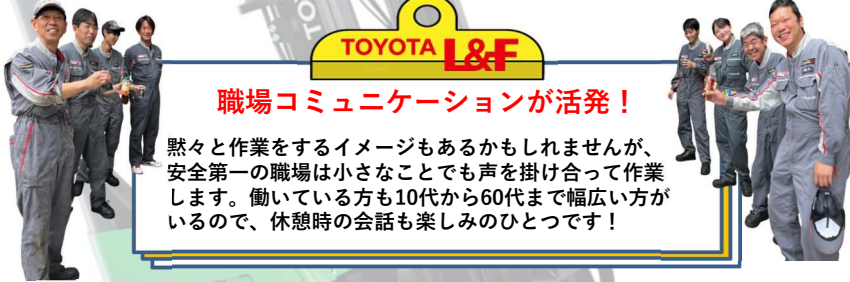 TOYOTA L&F
職場コミュニケーションが活発！
黙々と作業をするイメージもあるかもしれませんが、
安全第一の職場は小さなことでも声を掛け合って作業
します。働いている方も10代から60代まで幅広い方が
いるので、休憩時の会話も楽しみのひとつです！